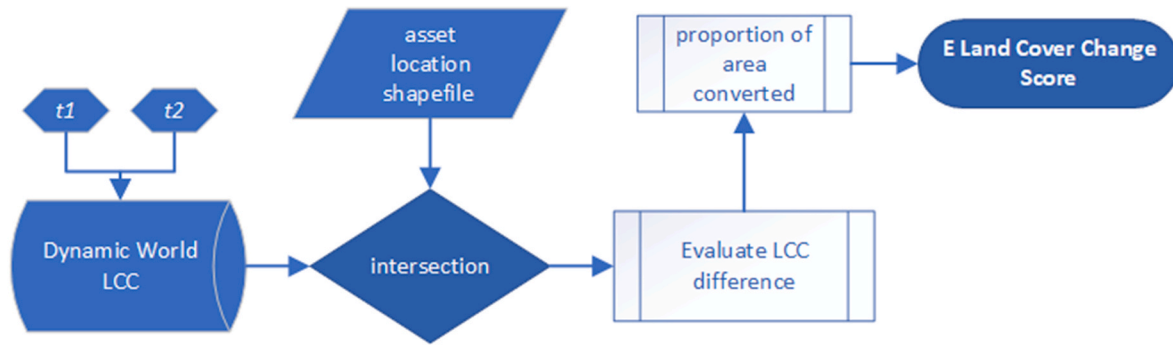 t1
t2
Dynamic World
LCC
asset
location
shapefile
intersection
Evaluate LCC
difference
proportion of
area
converted
E Land Cover Change
Score